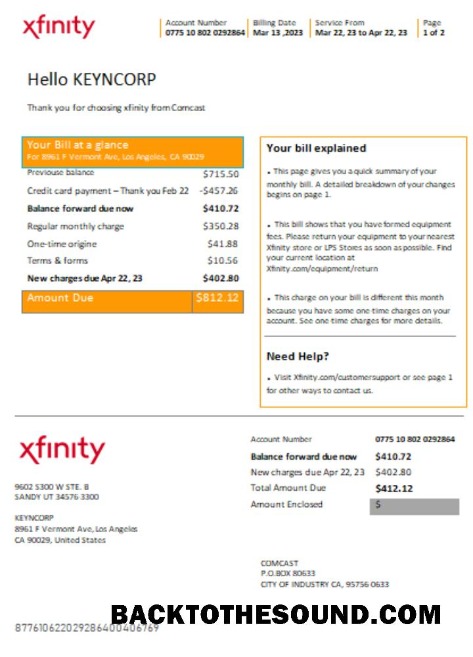 xfinity
Account Number Billing Date Service From Page
0775 10 802 0292864 Mar 13 ,2023 Mar 22, 23 to Apr 22, 23 1 of 2
Hello KEYNCORP
Thank you for choosing xfinity from Comcast
Your Bill at a glance
For 8961 F Vermont Ave, Los Angeles, CA 90029
Previouse balance $715.50
Credit card payment – Thank you Feb 22 -$457.26
Balance forward due now $410.72
Regular monthly charge $350.28
One-time origine $41.88
Terms & forms $10.56
New charges due Apr 22, 23 $402.80
Amount Due $812.12
Your bill explained
• This page gives you a quick summary of your
monthly bill. A detailed breakdown of your changes
begins on page 1.
• This bill shows that you have formed equipment
fees. Please return your equipment to your nearest
Xfinity store or LPS Stores as soon as possible. Find
your current location at
Xfinity.com/equipment/return
• This charge on your bill is different this month
because you have some one-time charges on your
account. See one time charges for more details.
Need Help?
• Visit Xfinity.com/customersupport or see page 1
for other ways to contact us.
xfinity
9602 S300 W STE. B
SANDY UT 34576 3300
KEYNCORP
8961 F Vermont Ave, Los Angeles
CA 90029, United States
Account Number 0775 10 802 0292864
Balance forward due now $410.72
New charges due Apr 22, 23 $402.80
Total Amount Due $412.12
Amount Enclosed $
COMCAST
P.O.BOX 80633
CITY OF INDUSTRY CA, 95756 0633
BACKTOTHESOUND.COM
877610622029286400406769